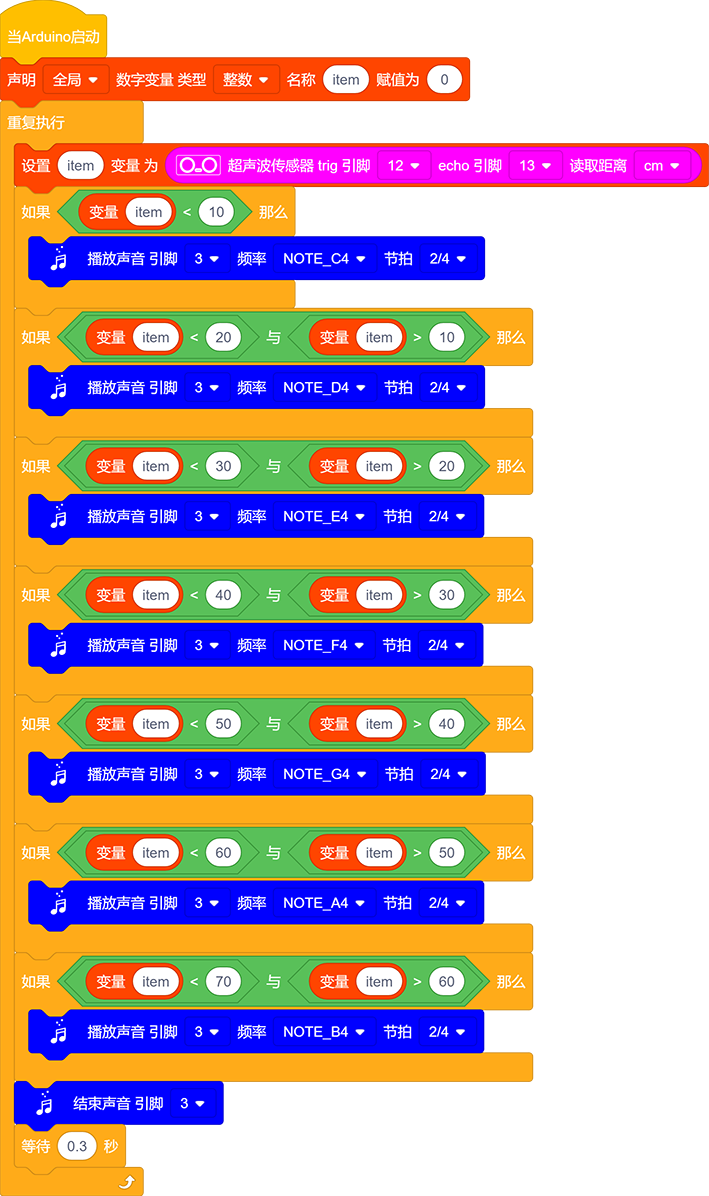 当Arduino启动
声明 全局 数字变量 类型 整数 名称 item 赋值为 0
重复执行
设置 item 变量 为 超声波传感器 trig 引脚 12 echo 引脚 13 读取距离 cm
如果 变量 item < 10 那么
播放声音 引脚 3 频率 NOTE_C4 节拍 2/4
如果 变量 item < 20 与 变量 item > 10 那么
播放声音 引脚 3 频率 NOTE_D4 节拍 2/4
如果 变量 item < 30 与 变量 item > 20 那么
播放声音 引脚 3 频率 NOTE_E4 节拍 2/4
如果 变量 item < 40 与 变量 item > 30 那么
播放声音 引脚 3 频率 NOTE_F4 节拍 2/4
如果 变量 item < 50 与 变量 item > 40 那么
播放声音 引脚 3 频率 NOTE_G4 节拍 2/4
如果 变量 item < 60 与 变量 item > 50 那么
播放声音 引脚 3 频率 NOTE_A4 节拍 2/4
如果 变量 item < 70 与 变量 item > 60 那么
播放声音 引脚 3 频率 NOTE_B4 节拍 2/4
结束声音 引脚 3
等待 0.3 秒